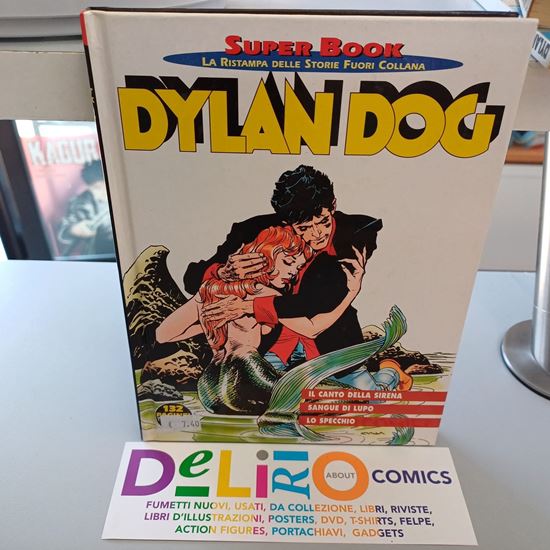 SUPER BOOK
LA RISTAMPA DELLE STORIE FUORI COLLANA
DYLAN DOG
IL CANTO DELLA SIRENA
SANGUE DI LUPO
LO SPECCHIO
132
€ 7.40
DeLiRiO ABOUT COMICS
FUMETTI NUOVI, USATI, DA COLLEZIONE, LIBRI, RIVISTE,
LIBRI D'ILLUSTRAZIONI, POSTERS, DVD, T-SHIRTS, FELPE,
ACTION FIGURES, PORTACHIAVI, GADGETS